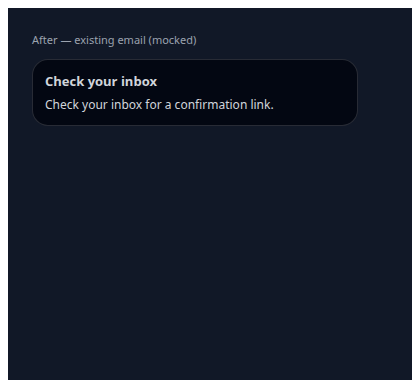 After — existing email (mocked)
Check your inbox
Check your inbox for a confirmation link.